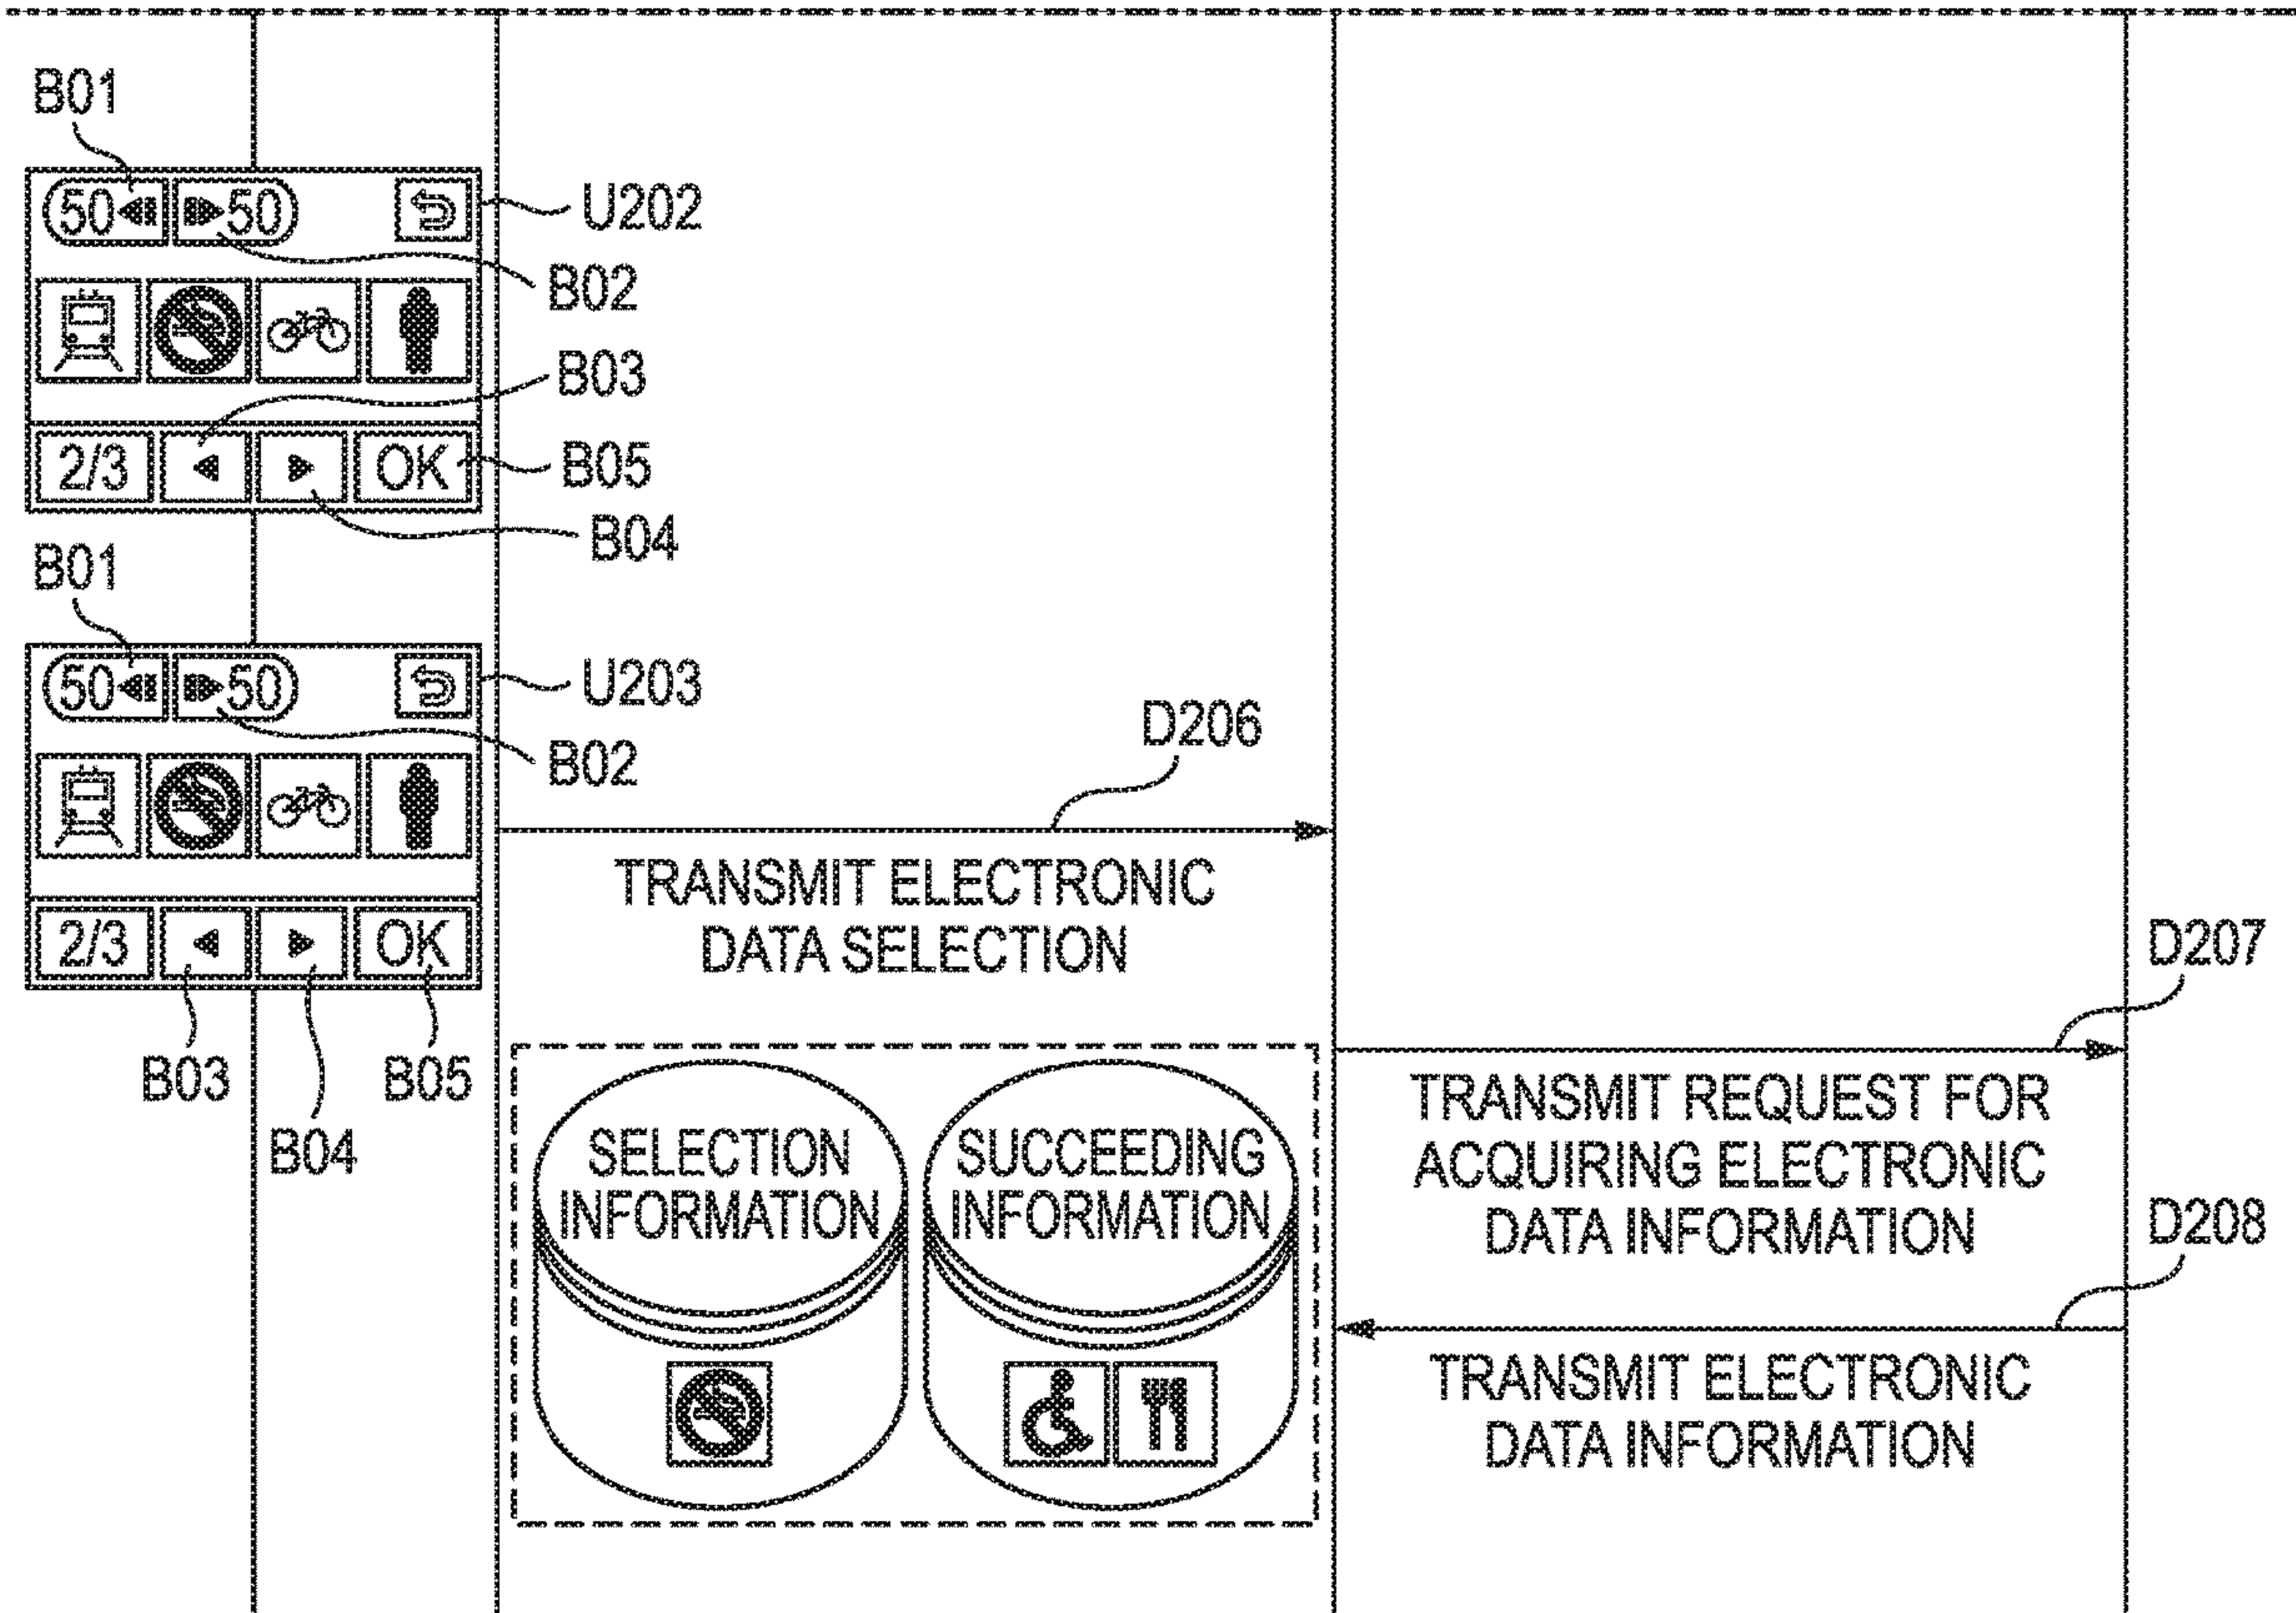 B01
50 50
U202
B02
B03
2/3 OK
B05
B04
B01
50 50
U203
B02
D206
TRANSMIT ELECTRONIC
DATA SELECTION
2/3 OK
D207
B03
B05
B04
TRANSMIT REQUEST FOR
ACQUIRING ELECTRONIC
DATA INFORMATION
SELECTION
INFORMATION
SUCCEEDING
INFORMATION
D208
TRANSMIT ELECTRONIC
DATA INFORMATION